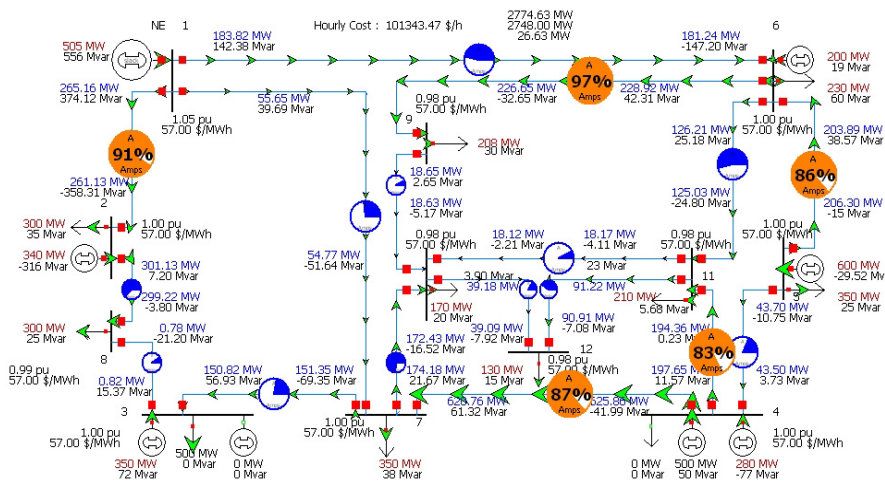 NE 1
Hourly Cost : 101343.47 $/h
2774.63 MW
2748.00 MW
26.63 MW
6
183.82 MW
142.38 Mvar
181.24 MW
-147.20 Mvar
505 MW
556 Mvar
200 MW
19 Mvar
A
97%
Amps
226.65 MW
-32.65 Mvar
228.92 MW
42.31 Mvar
230 MW
60 Mvar
265.16 MW
374.12 Mvar
55.65 MW
39.69 Mvar
0.98 pu
57.00 $/MWh
9
1.05 pu
57.00 $/MWh
1.00 pu
57.00 $/MWh
126.21 MW
25.18 Mvar
203.89 MW
38.57 Mvar
A
91%
Amps
208 MW
30 Mvar
A
86%
Amps
261.13 MW
-358.31 Mvar
2
18.65 MW
2.65 Mvar
18.63 MW
-5.17 Mvar
125.03 MW
-24.80 Mvar
206.30 MW
-15 Mvar
300 MW
35 Mvar
1.00 pu
57.00 $/MWh
340 MW
-316 Mvar
0.98 pu
57.00 $/MWh
18.12 MW
-2.21 Mvar
18.17 MW
-4.11 Mvar
23 Mvar
0.98 pu
57.00 $/MWh
11
1.00 pu
57.00 $/MWh
600 MW
-29.52 Mvar
5
350 MW
25 Mvar
301.13 MW
7.20 Mvar
299.22 MW
-3.80 Mvar
54.77 MW
-51.64 Mvar
3.90 Mvar
39.18 MW
91.22 MW
170 MW
20 Mvar
210 MW
5.68 Mvar
43.70 MW
-10.75 Mvar
300 MW
25 Mvar
8
0.78 MW
-21.20 Mvar
172.43 MW
-16.52 Mvar
39.09 MW
-7.92 Mvar
90.91 MW
-7.08 Mvar
12
194.36 MW
0.23 Mvar
A
83%
Amps
0.99 pu
57.00 $/MWh
0.82 MW
15.37 Mvar
150.82 MW
56.93 Mvar
151.35 MW
-69.35 Mvar
174.18 MW
21.67 Mvar
130 MW
15 Mvar
0.98 pu
57.00 $/MWh
A
87%
Amps
197.65 MW
11.57 Mvar
43.50 MW
3.73 Mvar
61.32 Mvar
-41.99 Mvar
3
7
4
1.00 pu
57.00 $/MWh
1.00 pu
57.00 $/MWh
1.00 pu
57.00 $/MWh
350 MW
72 Mvar
500 MW
0 Mvar
0 MW
0 Mvar
350 MW
38 Mvar
0 MW
0 Mvar
500 MW
50 Mvar
280 MW
-77 Mvar